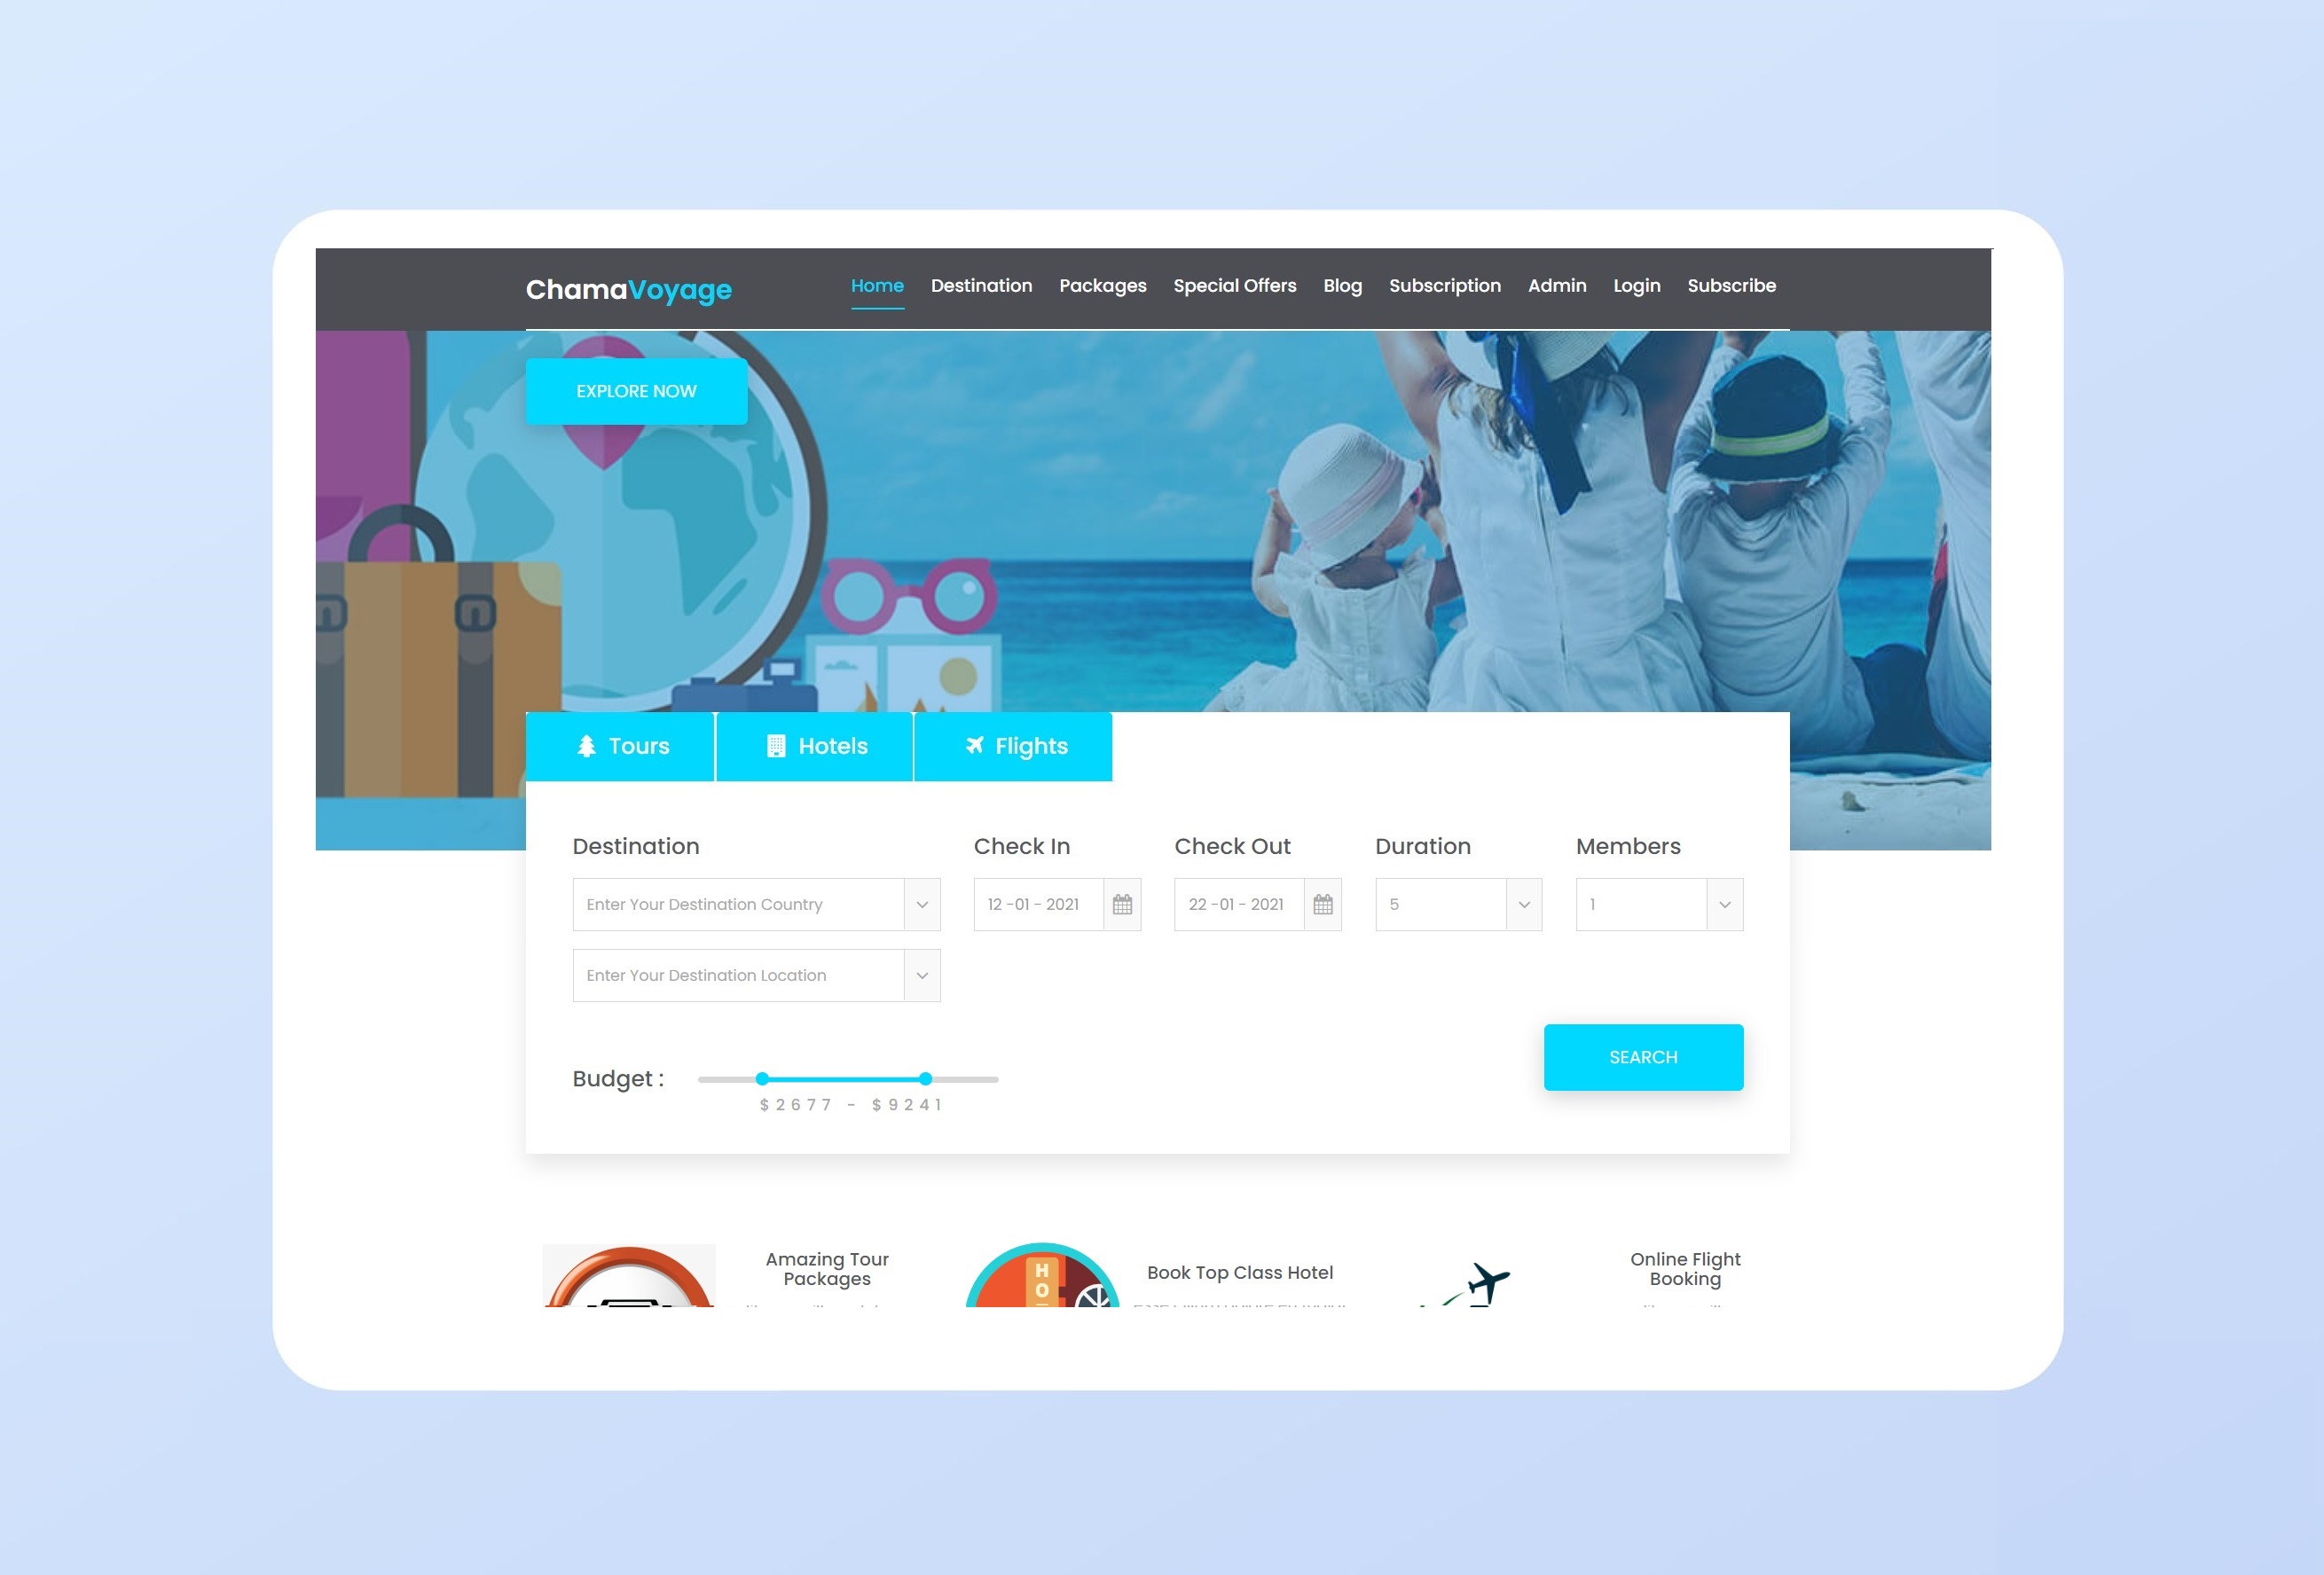 ChamaVoyage
Home Destination Packages Special Offers Blog Subscription Admin Login Subscribe
EXPLORE NOW
Tours Hotels Flights
Destination Check In Check Out Duration Members
Enter Your Destination Country 12 -01 - 2021 22 -01 - 2021 5 1
Enter Your Destination Location
SEARCH
Budget :
$2677 - $9241
Amazing Tour
Packages
HO
Book Top Class Hotel
Online Flight
Booking